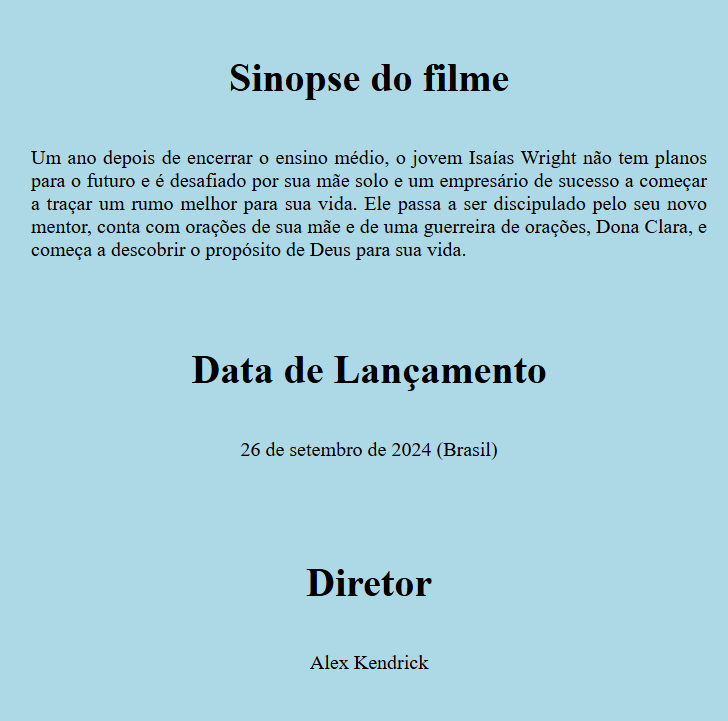 Sinopse do filme
Um ano depois de encerrar o ensino médio, o jovem Isaías Wright não tem planos
para o futuro e é desafiado por sua mãe solo e um empresário de sucesso a começar
a traçar um rumo melhor para sua vida. Ele passa a ser discipulado pelo seu novo
mentor, conta com orações de sua mãe e de uma guerreira de orações, Dona Clara, e
começa a descobrir o propósito de Deus para sua vida.
Data de Lançamento
26 de setembro de 2024 (Brasil)
Diretor
Alex Kendrick